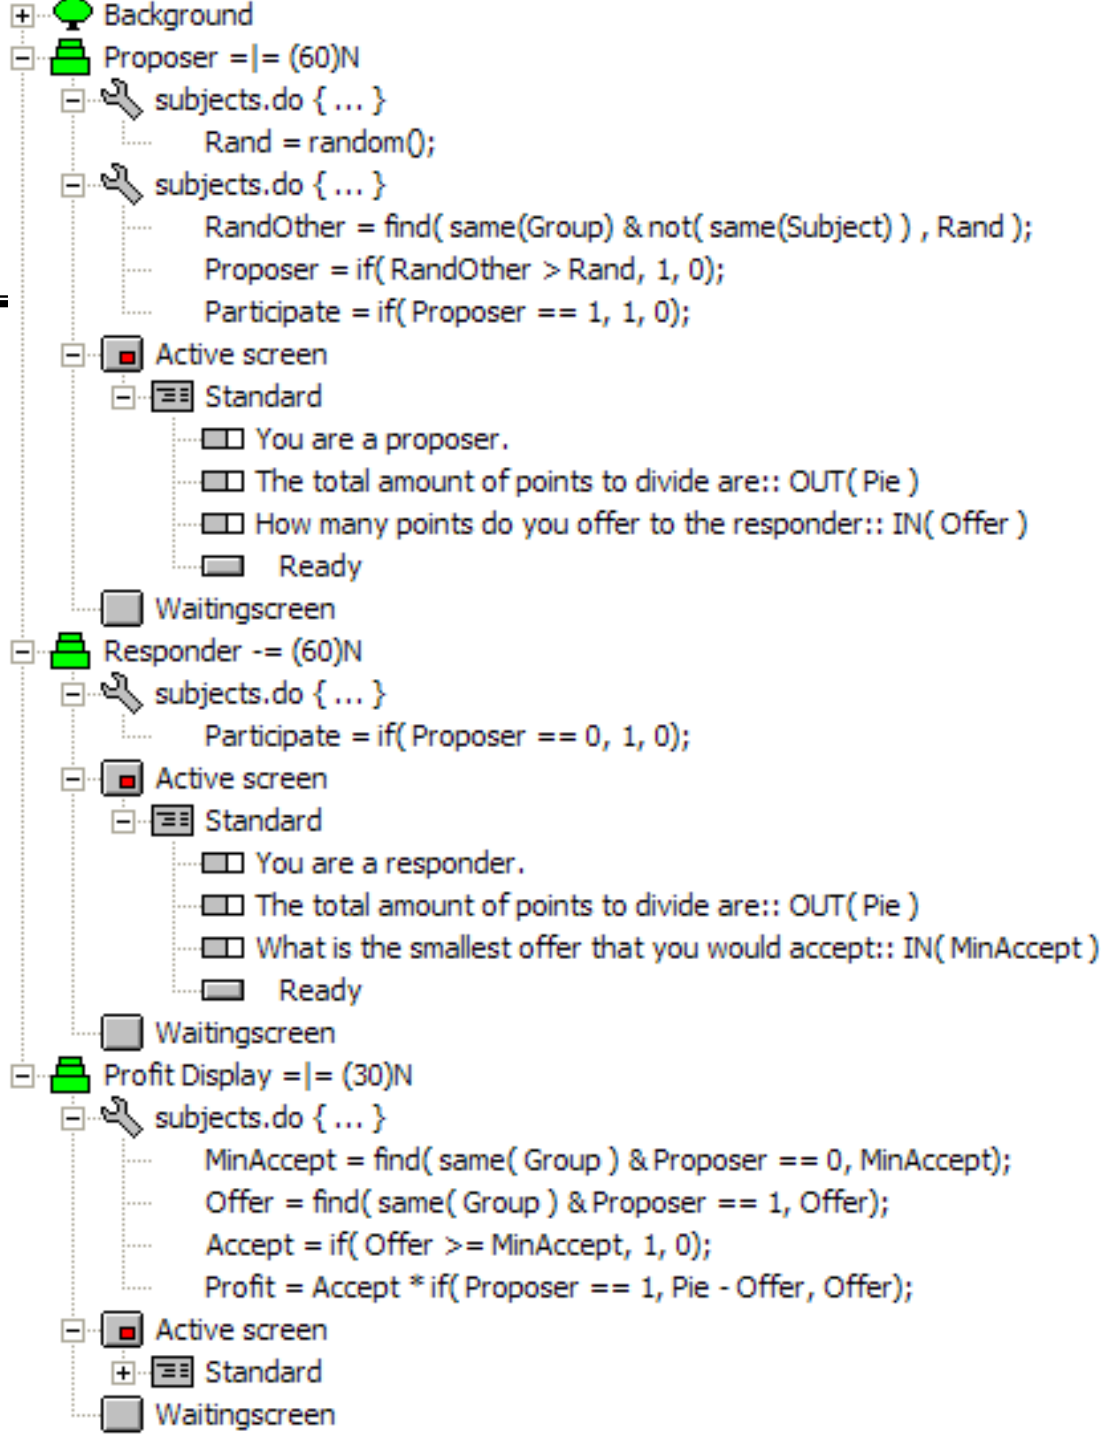 Background
Proposer =|= (60)N
subjects.do { ... }
Rand = random();
subjects.do { ... }
RandOther = find( same(Group) & not( same(Subject) ) , Rand );
Proposer = if( RandOther > Rand, 1, 0);
Participate = if( Proposer == 1, 1, 0);
Active screen
Standard
You are a proposer.
The total amount of points to divide are:: OUT( Pie )
How many points do you offer to the responder:: IN( Offer )
Ready
Waitingscreen
Responder -= (60)N
subjects.do { ... }
Participate = if( Proposer == 0, 1, 0);
Active screen
Standard
You are a responder.
The total amount of points to divide are:: OUT( Pie )
What is the smallest offer that you would accept:: IN( MinAccept )
Ready
Waitingscreen
Profit Display =|= (30)N
subjects.do { ... }
MinAccept = find( same( Group ) & Proposer == 0, MinAccept);
Offer = find( same( Group ) & Proposer == 1, Offer);
Accept = if( Offer >= MinAccept, 1, 0);
Profit = Accept * if( Proposer == 1, Pie - Offer, Offer);
Active screen
Standard
Waitingscreen